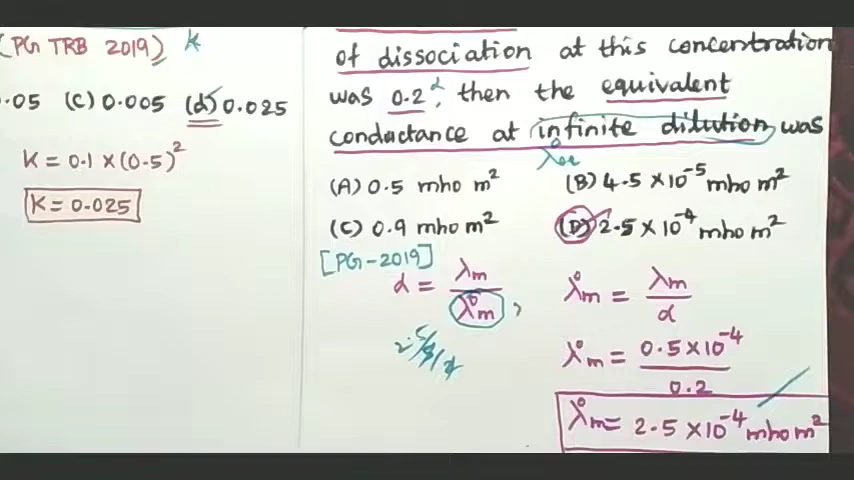 (PG TRB 2019) K
0.05 (C) 0.005 (d) 0.025
K = 0.1 × (0.5)²
K = 0.025
of dissociation at this concentration
was 0.2 α, then the equivalent
conductance at infinite dilution was
(A) 0.5 mho m² (B) 4.5 × 10⁻⁵ mho m²
(C) 0.9 mho m² (D) 2.5 × 10⁻⁴ mho m²
[PG-2019]
α = λm / λ°m ,
λ°m = λm / α
λ°m = 0.5 × 10⁻⁴ / 0.2
λ°m = 2.5 × 10⁻⁴ mho m²